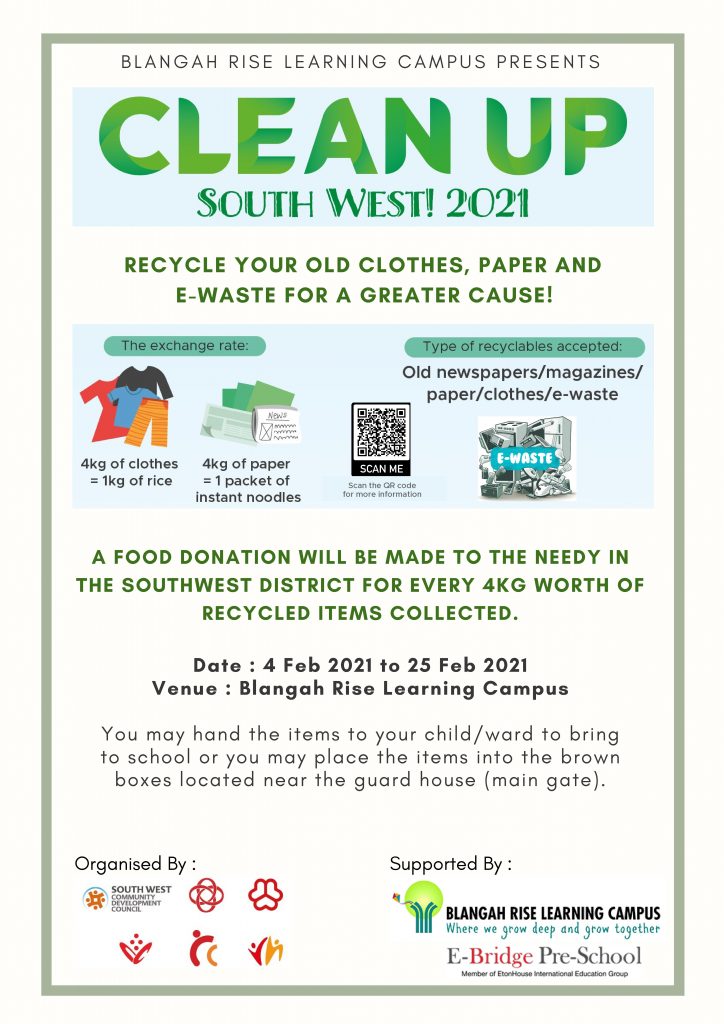 BLANGAH RISE LEARNING CAMPUS PRESENTS
CLEAN UP
SOUTH WEST! 2021
RECYCLE YOUR OLD CLOTHES, PAPER AND
E-WASTE FOR A GREATER CAUSE!
The exchange rate:
4kg of clothes
= 1kg of rice
NEWS
4kg of paper
= 1 packet of
instant noodles
SCAN ME
Scan the QR code
for more information
Type of recyclables accepted:
Old newspapers/magazines/
paper/clothes/e-waste
E-WASTE
A FOOD DONATION WILL BE MADE TO THE NEEDY IN
THE SOUTHWEST DISTRICT FOR EVERY 4KG WORTH OF
RECYCLED ITEMS COLLECTED.
Date : 4 Feb 2021 to 25 Feb 2021
Venue : Blangah Rise Learning Campus
You may hand the items to your child/ward to bring
to school or you may place the items into the brown
boxes located near the guard house (main gate).
Organised By :
SOUTH WEST
COMMUNITY
DEVELOPMENT
COUNCIL
Supported By :
BLANGAH RISE LEARNING CAMPUS
Where we grow deep and grow together
E-Bridge Pre-School
Member of EtonHouse International Education Group